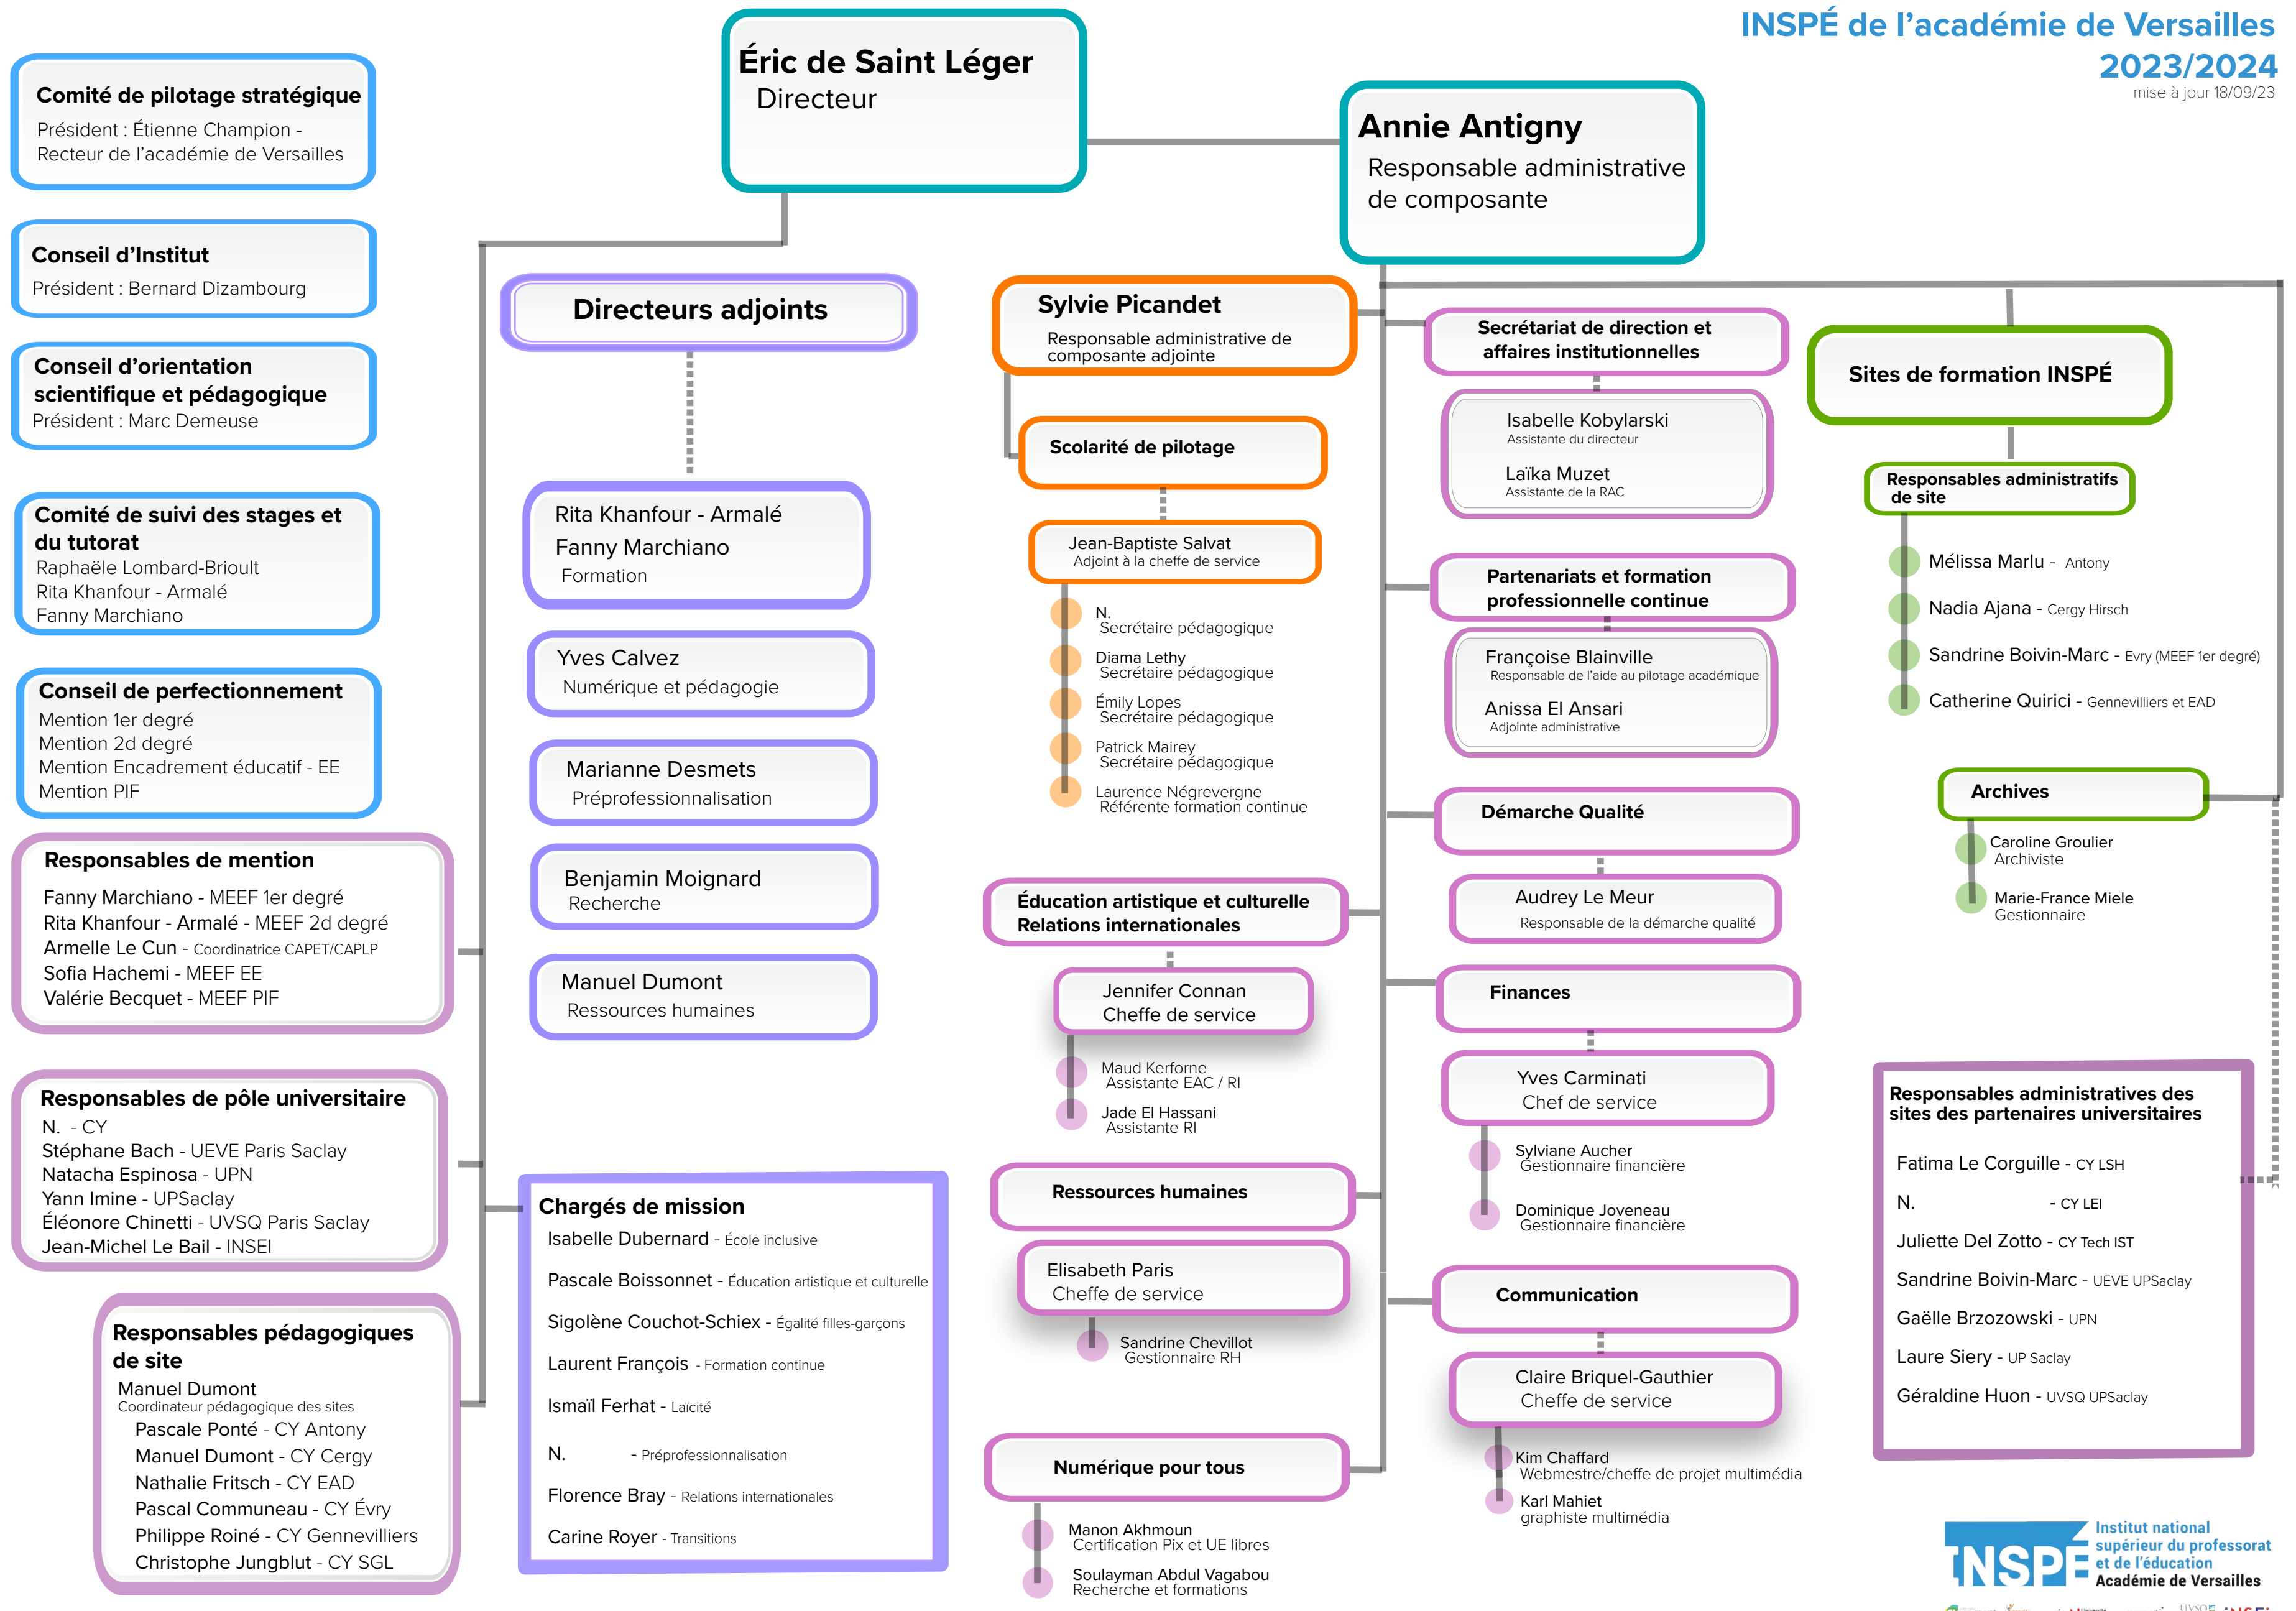 INSPÉ de l'académie de Versailles
2023/2024
mise à jour 18/09/23
Éric de Saint Léger
Directeur
Annie Antigny
Responsable administrative
de composante
Comité de pilotage stratégique
Président : Étienne Champion -
Recteur de l'académie de Versailles
Conseil d'Institut
Président : Bernard Dizambourg
Conseil d'orientation
scientifique et pédagogique
Président : Marc Demeuse
Comité de suivi des stages et
du tutorat
Raphaële Lombard-Brioult
Rita Khanfour - Armalé
Fanny Marchiano
Conseil de perfectionnement
Mention 1er degré
Mention 2d degré
Mention Encadrement éducatif - EE
Mention PIF
Responsables de mention
Fanny Marchiano - MEEF 1er degré
Rita Khanfour - Armalé - MEEF 2d degré
Armelle Le Cun - Coordinatrice CAPET/CAPLP
Sofia Hachemi - MEEF EE
Valérie Becquet - MEEF PIF
Responsables de pôle universitaire
N. - CY
Stéphane Bach - UEVE Paris Saclay
Natacha Espinosa - UPN
Yann Imine - UPSaclay
Éléonore Chinetti - UVSQ Paris Saclay
Jean-Michel Le Bail - INSEI
Responsables pédagogiques
de site
Manuel Dumont
Coordinateur pédagogique des sites
Pascale Ponté - CY Antony
Manuel Dumont - CY Cergy
Nathalie Fritsch - CY EAD
Pascal Communeau - CY Évry
Philippe Roiné - CY Gennevilliers
Christophe Jungblut - CY SGL
Directeurs adjoints
Rita Khanfour - Armalé
Fanny Marchiano
Formation
Yves Calvez
Numérique et pédagogie
Marianne Desmets
Préprofessionnalisation
Benjamin Moignard
Recherche
Manuel Dumont
Ressources humaines
Chargés de mission
Isabelle Dubernard - École inclusive
Pascale Boissonnet - Éducation artistique et culturelle
Sigolène Couchot-Schiex - Égalité filles-garçons
Laurent François - Formation continue
Ismaïl Ferhat - Laïcité
N. - Préprofessionnalisation
Florence Bray - Relations internationales
Carine Royer - Transitions
Sylvie Picandet
Responsable administrative de
composante adjointe
Scolarité de pilotage
Jean-Baptiste Salvat
Adjoint à la cheffe de service
N.
Secrétaire pédagogique
Diama Lethy
Secrétaire pédagogique
Émily Lopes
Secrétaire pédagogique
Patrick Mairey
Secrétaire pédagogique
Laurence Négrevergne
Référente formation continue
Éducation artistique et culturelle
Relations internationales
Jennifer Connan
Cheffe de service
Maud Kerforne
Assistante EAC / RI
Jade El Hassani
Assistante RI
Ressources humaines
Elisabeth Paris
Cheffe de service
Sandrine Chevillot
Gestionnaire RH
Numérique pour tous
Manon Akhmoun
Certification Pix et UE libres
Soulayman Abdul Vagabou
Recherche et formations
Secrétariat de direction et
affaires institutionnelles
Isabelle Kobylarski
Assistante du directeur
Laïka Muzet
Assistante de la RAC
Partenariats et formation
professionnelle continue
Françoise Blainville
Responsable de l'aide au pilotage académique
Anissa El Ansari
Adjointe administrative
Démarche Qualité
Audrey Le Meur
Responsable de la démarche qualité
Finances
Yves Carminati
Chef de service
Sylviane Aucher
Gestionnaire financière
Dominique Joveneau
Gestionnaire financière
Communication
Claire Briquel-Gauthier
Cheffe de service
Kim Chaffard
Webmestre/cheffe de projet multimédia
Karl Mahiet
graphiste multimédia
Sites de formation INSPÉ
Responsables administratifs
de site
Mélissa Marlu - Antony
Nadia Ajana - Cergy Hirsch
Sandrine Boivin-Marc - Evry (MEEF 1er degré)
Catherine Quirici - Gennevilliers et EAD
Archives
Caroline Groulier
Archiviste
Marie-France Miele
Gestionnaire
Responsables administratives des
sites des partenaires universitaires
Fatima Le Corguille - CY LSH
N. - CY LEI
Juliette Del Zotto - CY Tech IST
Sandrine Boivin-Marc - UEVE UPSaclay
Gaëlle Brzozowski - UPN
Laure Siery - UP Saclay
Géraldine Huon - UVSQ UPSaclay
INSPÉ
Institut national
supérieur du professorat
et de l'éducation
Académie de Versailles